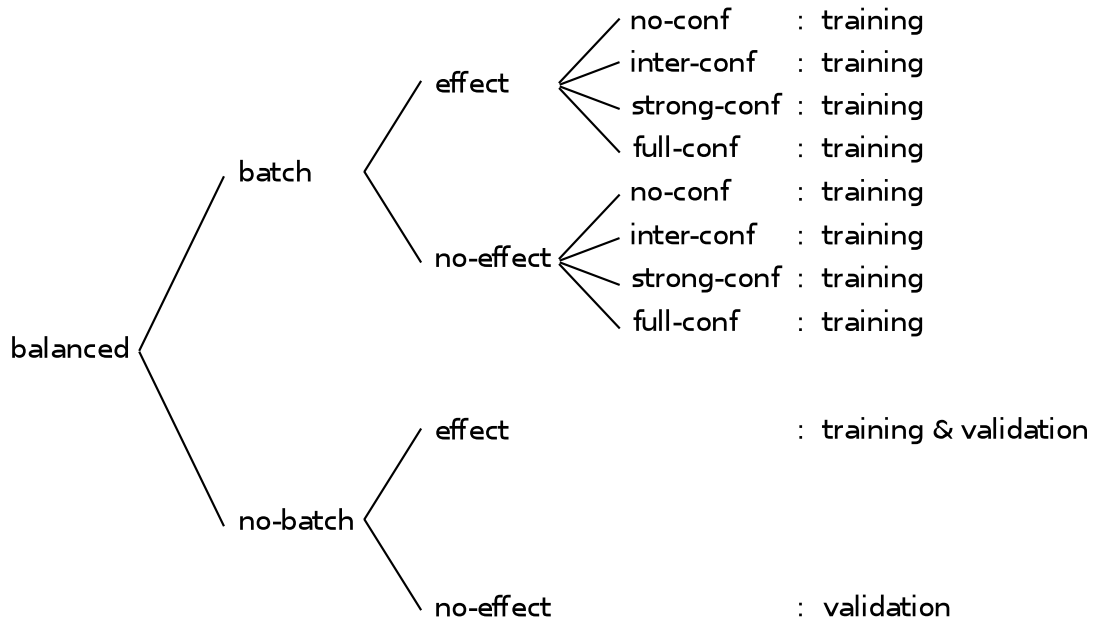 no-conf : training
inter-conf : training
effect
strong-conf : training
full-conf : training
batch
no-conf : training
inter-conf : training
no-effect
strong-conf : training
full-conf : training
balanced
effect : training & validation
no-batch
no-effect : validation